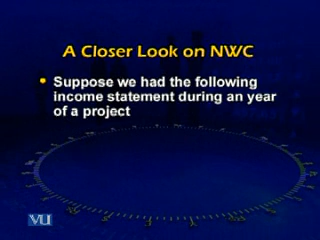 A Closer Look on NWC
• Suppose we had the following
income statement during an year
of a project
VU